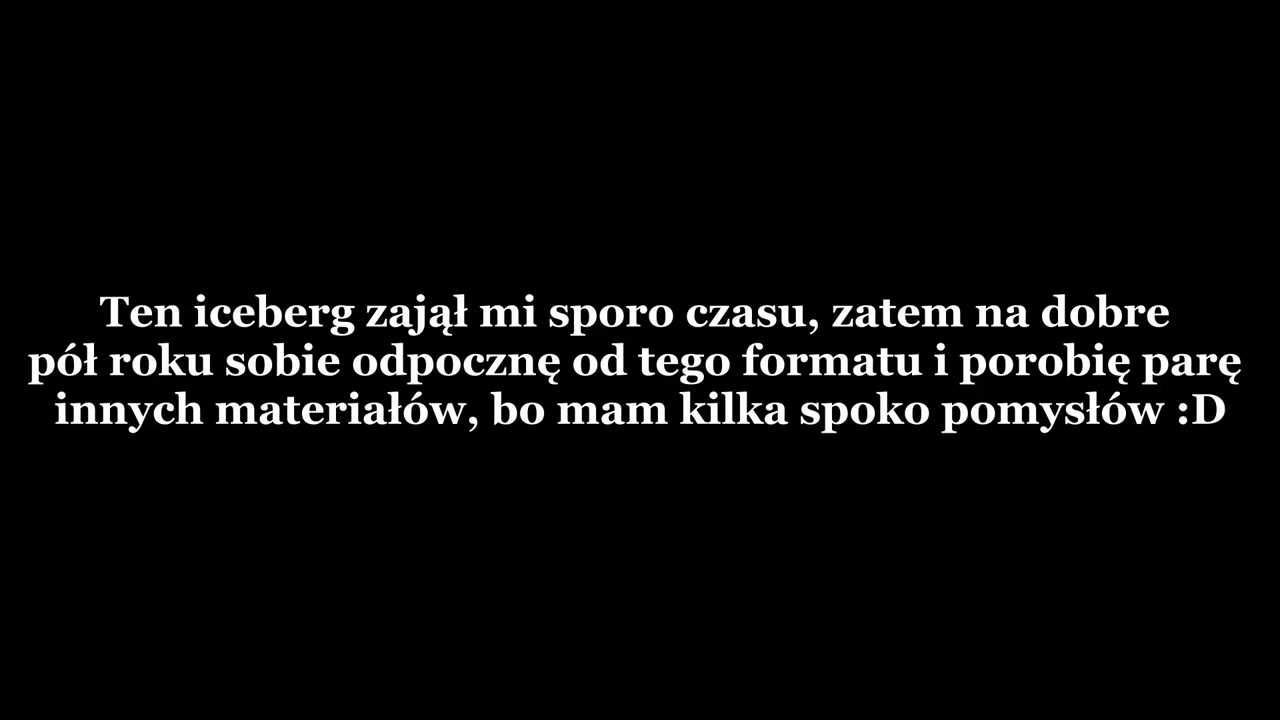 Ten iceberg zajął mi sporo czasu, zatem na dobre
pół roku sobie odpocznę od tego formatu i porobię parę
innych materiałów, bo mam kilka spoko pomysłów :D